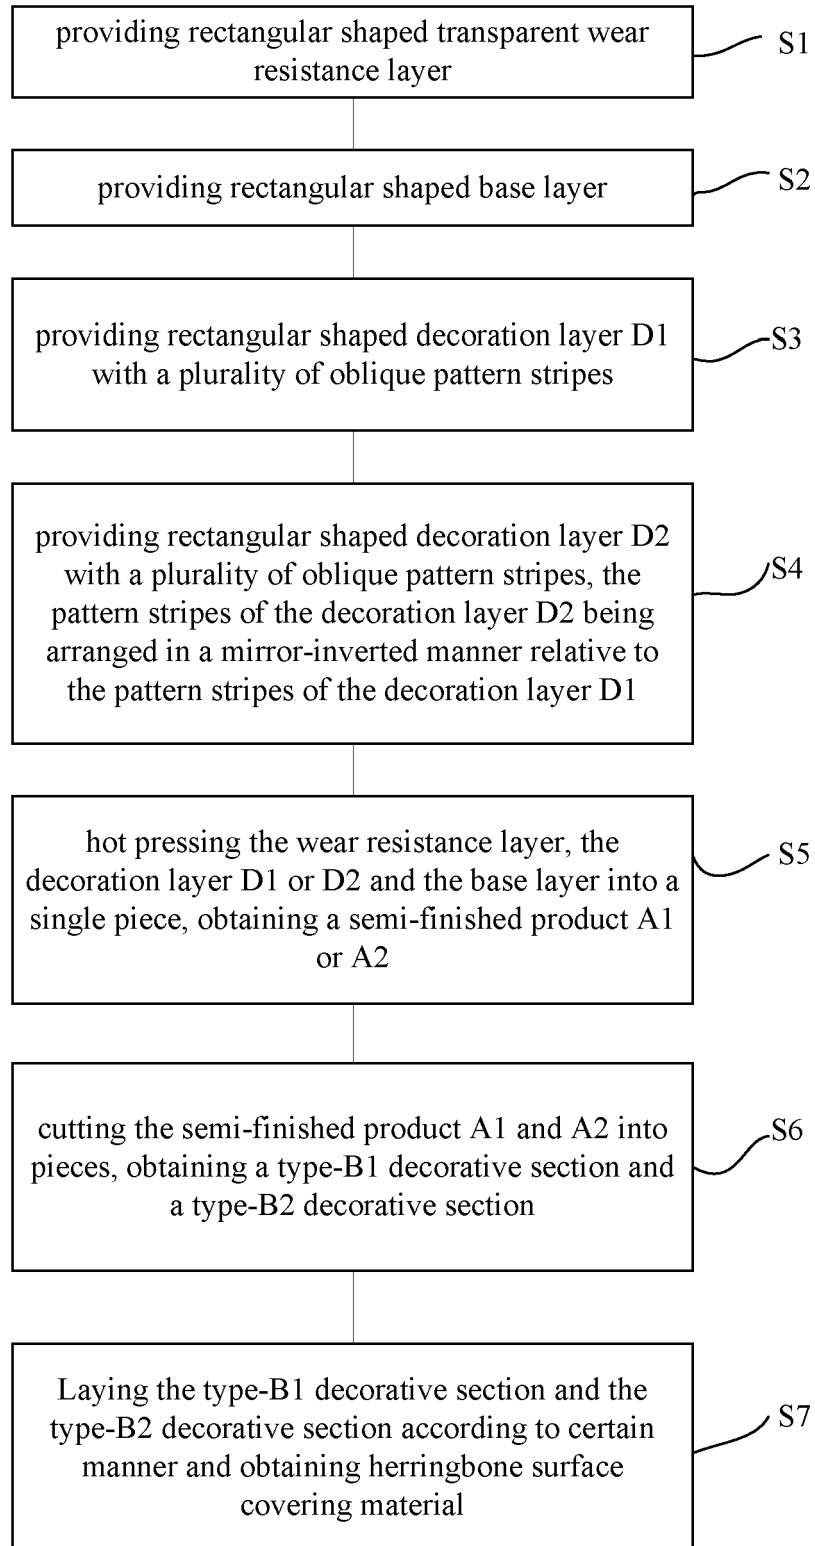 providing rectangular shaped transparent wear
resistance layer
S1
providing rectangular shaped base layer
S2
providing rectangular shaped decoration layer D1
with a plurality of oblique pattern stripes
S3
providing rectangular shaped decoration layer D2
with a plurality of oblique pattern stripes, the
pattern stripes of the decoration layer D2 being
arranged in a mirror-inverted manner relative to
the pattern stripes of the decoration layer D1
S4
hot pressing the wear resistance layer, the
decoration layer D1 or D2 and the base layer into a
single piece, obtaining a semi-finished product A1
or A2
S5
cutting the semi-finished product A1 and A2 into
pieces, obtaining a type-B1 decorative section and
a type-B2 decorative section
S6
Laying the type-B1 decorative section and the
type-B2 decorative section according to certain
manner and obtaining herringbone surface
covering material
S7